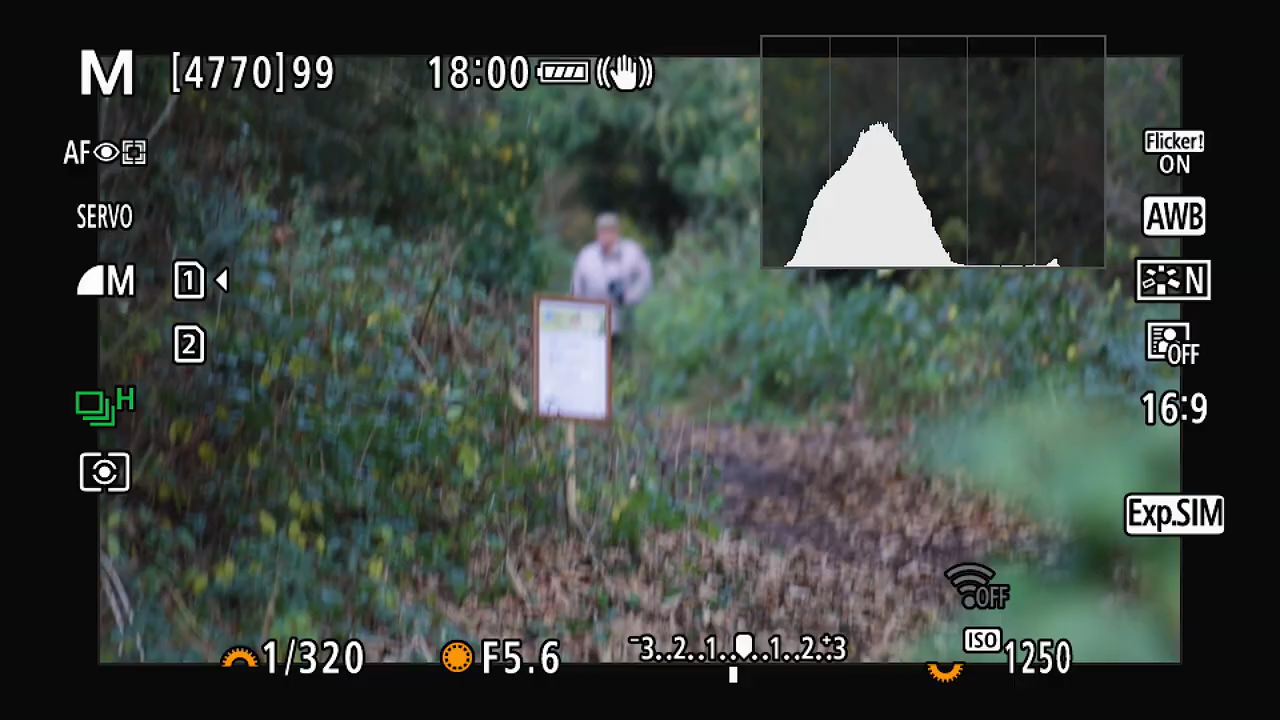 M [4770]99 18:00
AF
Flicker!
ON
SERVO
AWB
M 1
N
2
OFF
H
16:9
Exp.SIM
OFF
1/320 F5.6 -3..2..1.....1..2..+3 ISO 1250